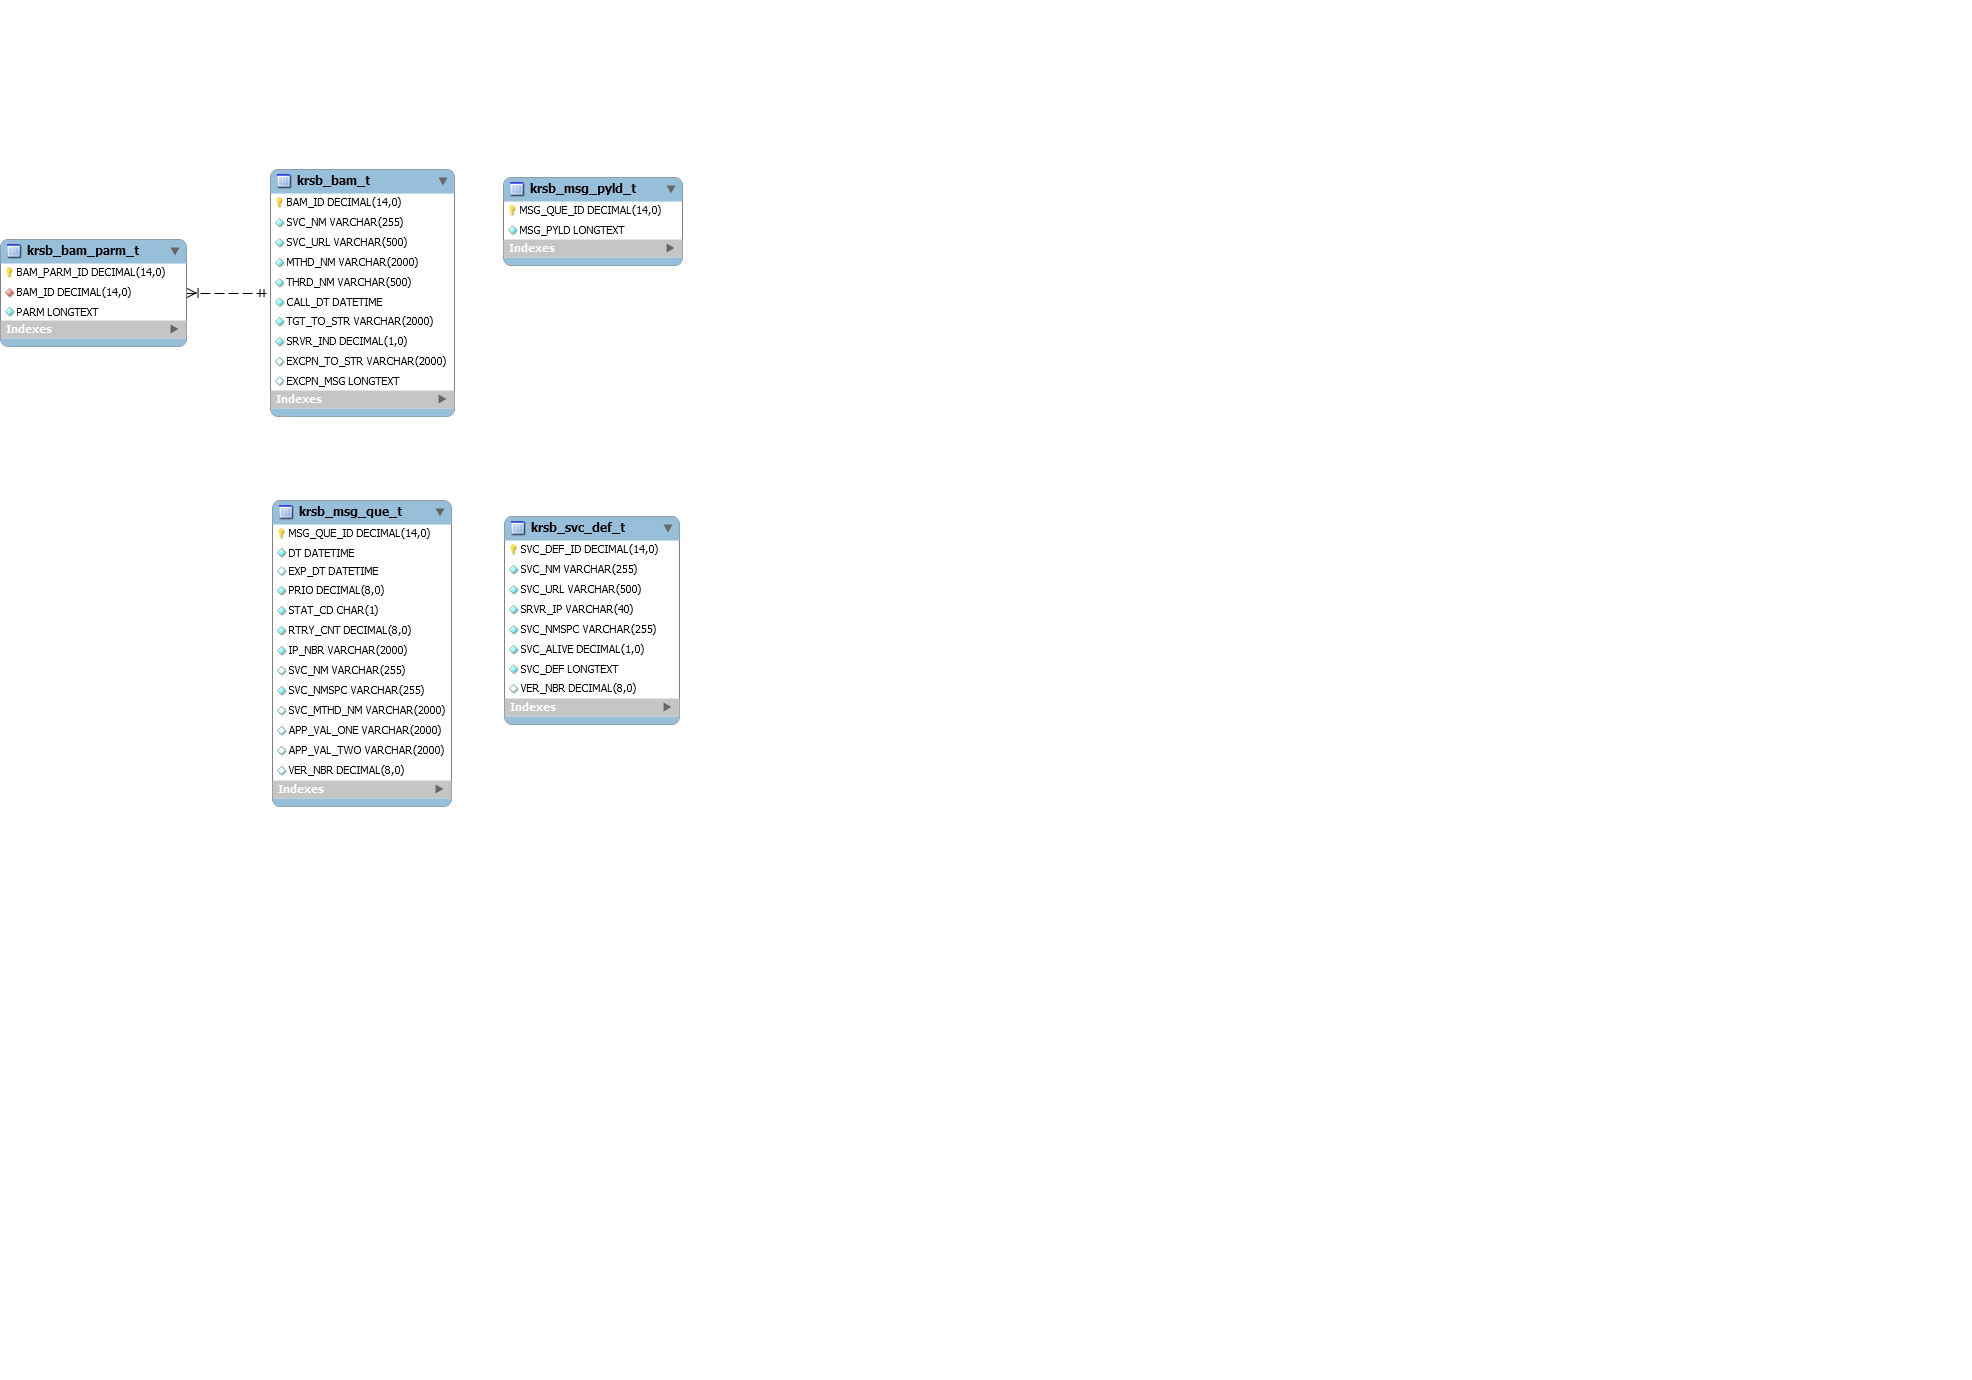 krsb_bam_parm_t
BAM_PARM_ID DECIMAL(14,0)
BAM_ID DECIMAL(14,0)
PARM LONGTEXT
Indexes
krsb_bam_t
BAM_ID DECIMAL(14,0)
SVC_NM VARCHAR(255)
SVC_URL VARCHAR(500)
MTHD_NM VARCHAR(2000)
THRD_NM VARCHAR(500)
CALL_DT DATETIME
TGT_TO_STR VARCHAR(2000)
SRVR_IND DECIMAL(1,0)
EXCPN_TO_STR VARCHAR(2000)
EXCPN_MSG LONGTEXT
Indexes
krsb_msg_pyld_t
MSG_QUE_ID DECIMAL(14,0)
MSG_PYLD LONGTEXT
Indexes
krsb_msg_que_t
MSG_QUE_ID DECIMAL(14,0)
DT DATETIME
EXP_DT DATETIME
PRIO DECIMAL(8,0)
STAT_CD CHAR(1)
RTRY_CNT DECIMAL(8,0)
IP_NBR VARCHAR(2000)
SVC_NM VARCHAR(255)
SVC_NMSPC VARCHAR(255)
SVC_MTHD_NM VARCHAR(2000)
APP_VAL_ONE VARCHAR(2000)
APP_VAL_TWO VARCHAR(2000)
VER_NBR DECIMAL(8,0)
Indexes
krsb_svc_def_t
SVC_DEF_ID DECIMAL(14,0)
SVC_NM VARCHAR(255)
SVC_URL VARCHAR(500)
SRVR_IP VARCHAR(40)
SVC_NMSPC VARCHAR(255)
SVC_ALIVE DECIMAL(1,0)
SVC_DEF LONGTEXT
VER_NBR DECIMAL(8,0)
Indexes